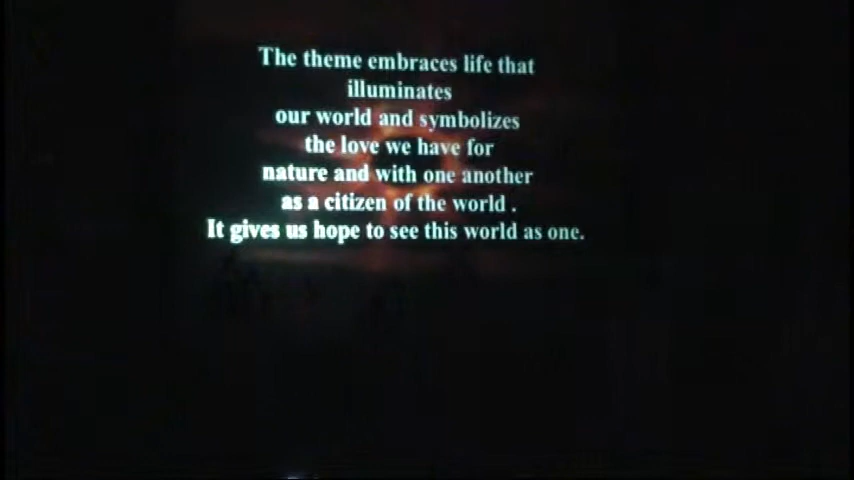 The theme embraces life that
illuminates
our world and symbolizes
the love we have for
nature and with one another
as a citizen of the world .
It gives us hope to see this world as one.